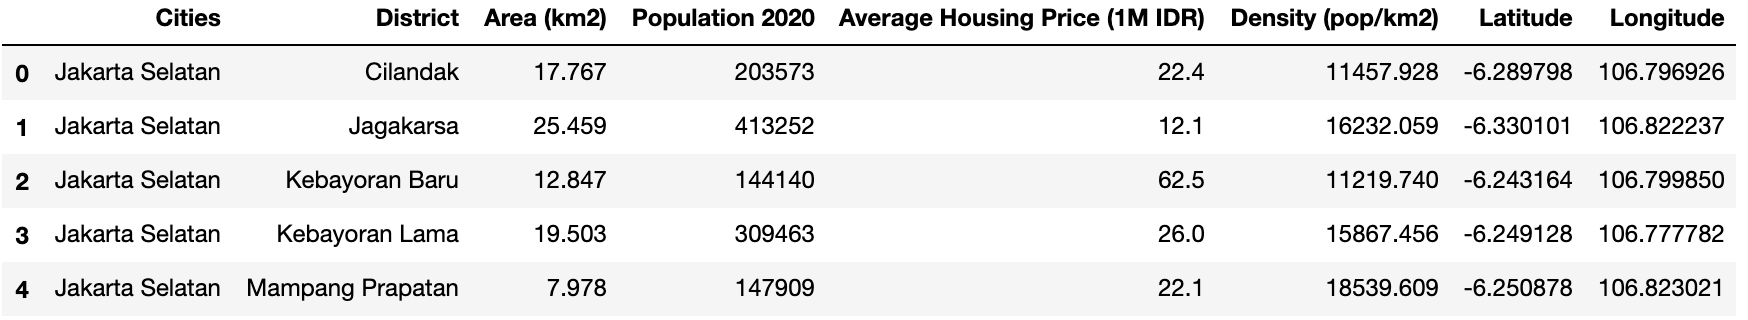 Cities District Area (km2) Population 2020 Average Housing Price (1M IDR) Density (pop/km2) Latitude Longitude
0 Jakarta Selatan Cilandak 17.767 203573 22.4 11457.928 -6.289798 106.796926
1 Jakarta Selatan Jagakarsa 25.459 413252 12.1 16232.059 -6.330101 106.822237
2 Jakarta Selatan Kebayoran Baru 12.847 144140 62.5 11219.740 -6.243164 106.799850
3 Jakarta Selatan Kebayoran Lama 19.503 309463 26.0 15867.456 -6.249128 106.777782
4 Jakarta Selatan Mampang Prapatan 7.978 147909 22.1 18539.609 -6.250878 106.823021